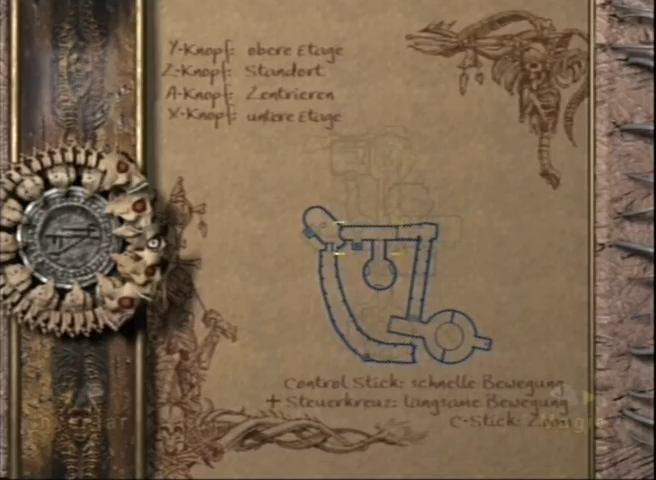 Y-Knopf: obere Etage
Z-Knopf: Standort
A-Knopf: Zentrieren
X-Knopf: untere Etage
Control Stick: schnelle Bewegung
+ Steuerkreuz: langsame Bewegung
C-Stick: Zoom